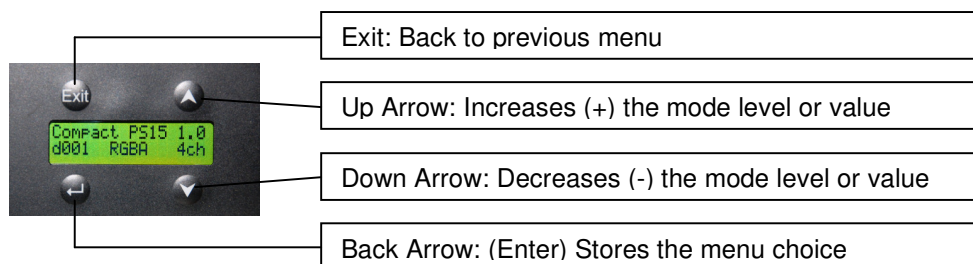 Exit: Back to previous menu
Exit
Up Arrow: Increases (+) the mode level or value
Compact PS15 1.0
d001 RGBA 4ch
Down Arrow: Decreases (-) the mode level or value
Back Arrow: (Enter) Stores the menu choice